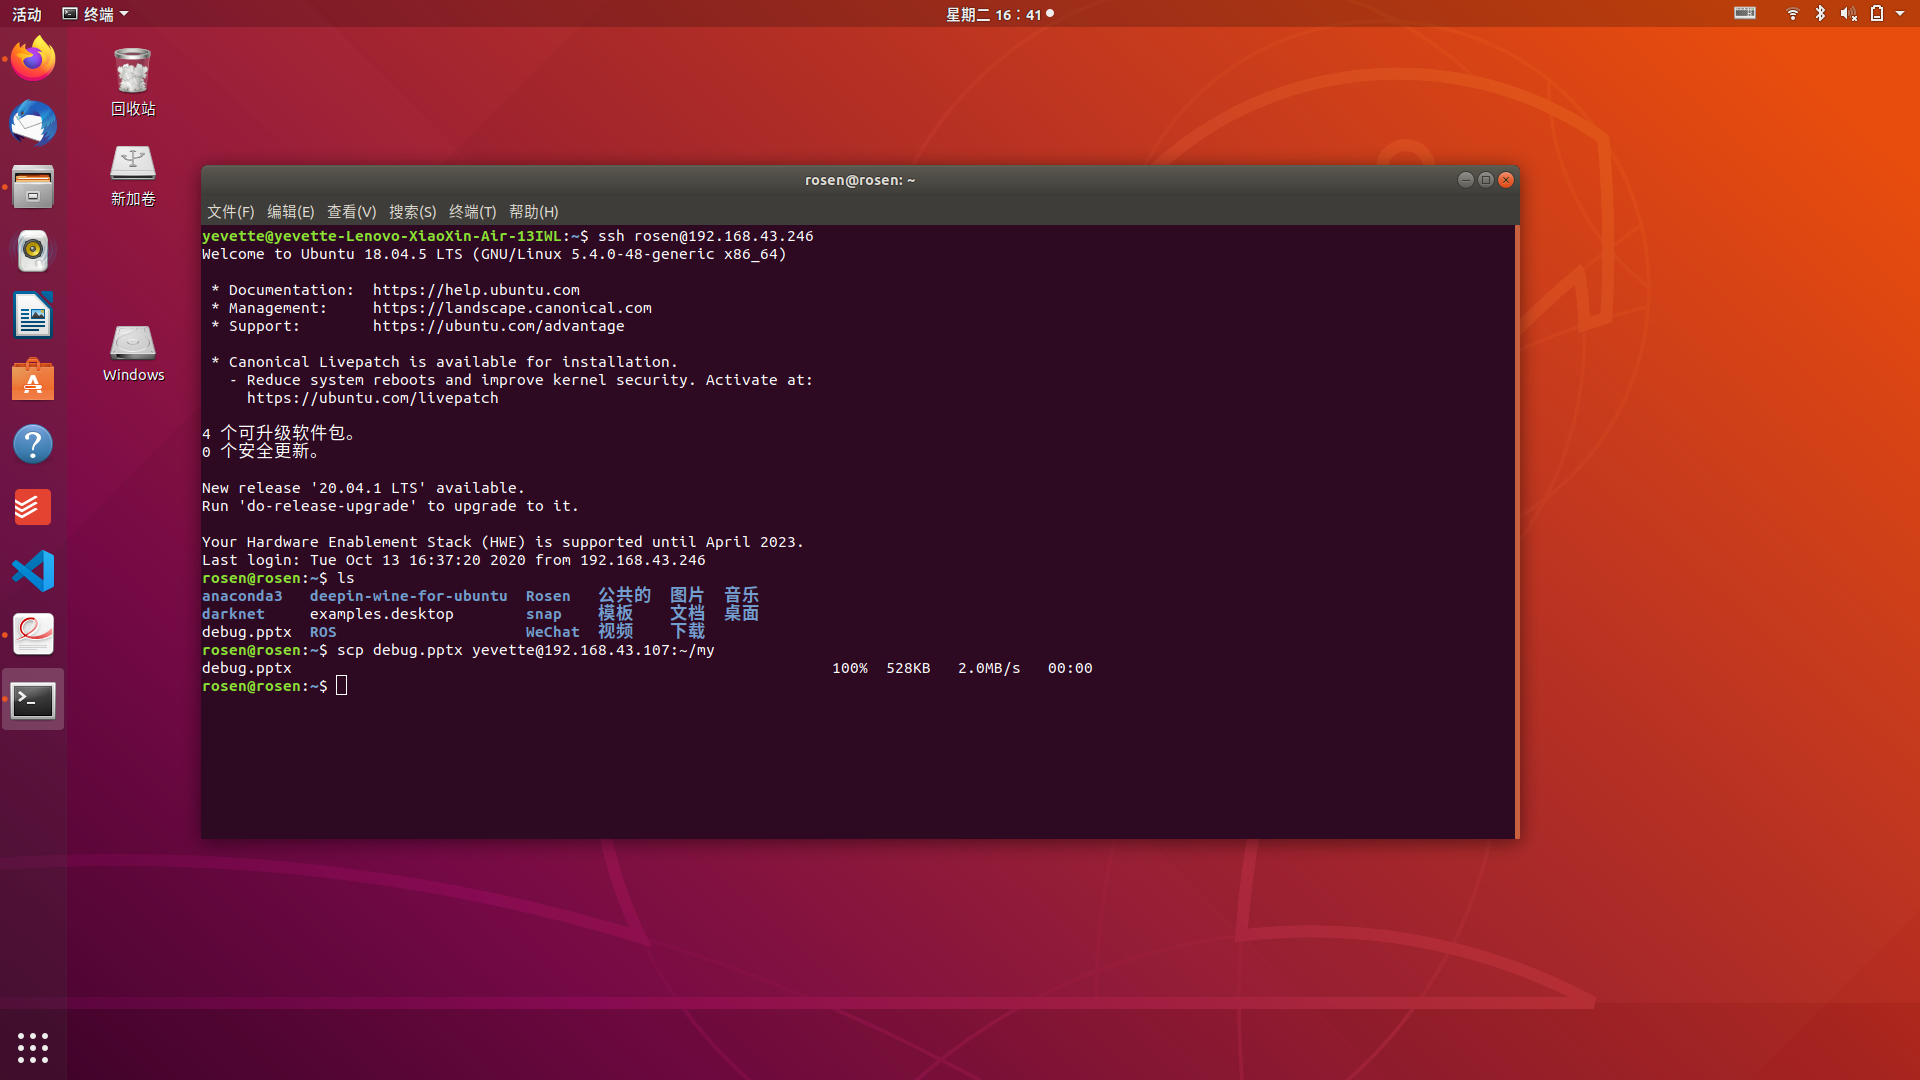 活动 终端 星期二 16：41
回收站
新加卷
Windows
rosen@rosen: ~
文件(F) 编辑(E) 查看(V) 搜索(S) 终端(T) 帮助(H)
yevette@yevette-Lenovo-XiaoXin-Air-13IWL:~$ ssh rosen@192.168.43.246
Welcome to Ubuntu 18.04.5 LTS (GNU/Linux 5.4.0-48-generic x86_64)
* Documentation:  https://help.ubuntu.com
* Management:     https://landscape.canonical.com
* Support:        https://ubuntu.com/advantage
* Canonical Livepatch is available for installation.
- Reduce system reboots and improve kernel security. Activate at:
https://ubuntu.com/livepatch
4 个可升级软件包。
0 个安全更新。
New release '20.04.1 LTS' available.
Run 'do-release-upgrade' to upgrade to it.
Your Hardware Enablement Stack (HWE) is supported until April 2023.
Last login: Tue Oct 13 16:37:20 2020 from 192.168.43.246
rosen@rosen:~$ ls
anaconda3   deepin-wine-for-ubuntu  Rosen   公共的  图片  音乐
darknet     examples.desktop        snap    模板    文档  桌面
debug.pptx  ROS                     WeChat  视频    下载
rosen@rosen:~$ scp debug.pptx yevette@192.168.43.107:~/my
debug.pptx                                   100%  528KB   2.0MB/s   00:00
rosen@rosen:~$